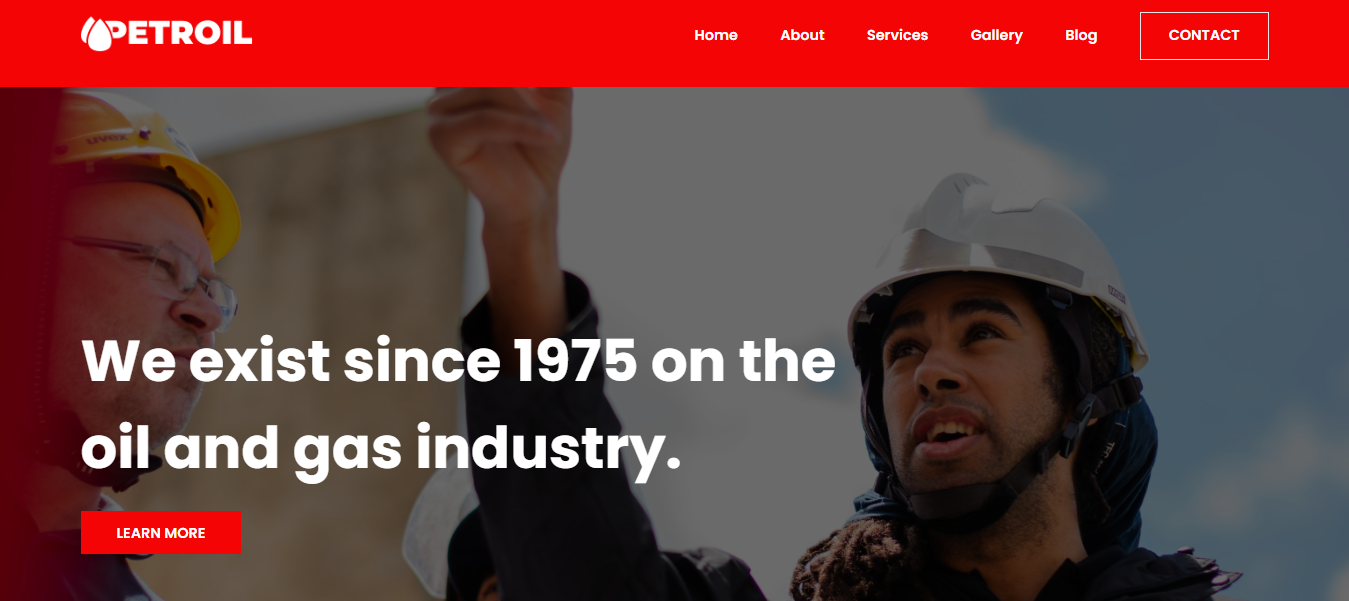 PETROIL
Home About Services Gallery Blog CONTACT
uvex
We exist since 1975 on the
oil and gas industry.
LEARN MORE